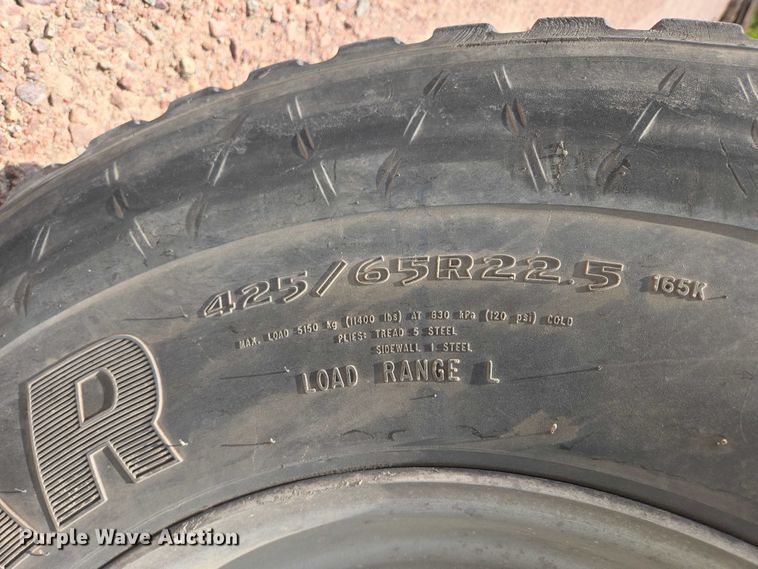 425/65R22.5 165K
MAX. LOAD 5150 kg (11400 lbs) AT 830 kPa (120 psi) COLD
PLIES: TREAD 5 STEEL
SIDEWALL 1 STEEL
LOAD RANGE L
R
Purple Wave Auction